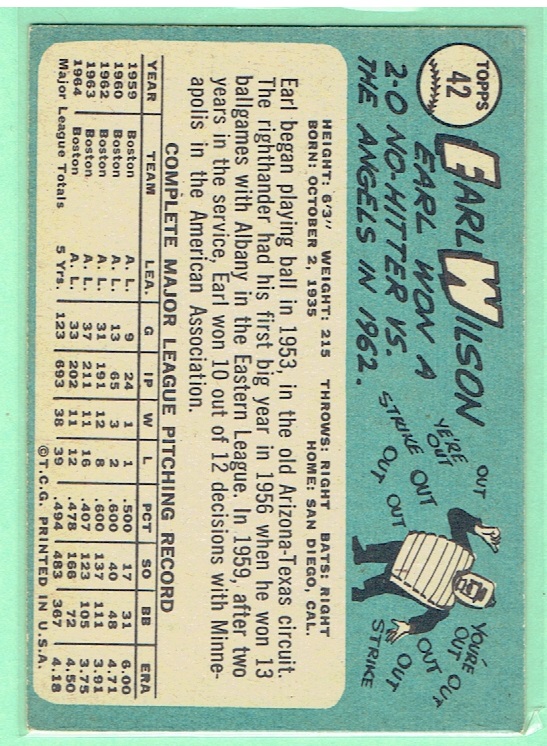 TOPPS
42
EARL WILSON
EARL WON A
2-0 NO-HITTER VS.
THE ANGELS IN 1962.
OUT
YE'RE
OUT
STRIKE OUT
OUT OUT
YOU'RE OUT
OUT
OUT
OUT
STRIKE
HEIGHT: 6'3" WEIGHT: 215 THROWS: RIGHT BATS: RIGHT
BORN: OCTOBER 2, 1935 HOME: SAN DIEGO, CAL.
Earl began playing ball in 1953, in the old Arizona-Texas circuit.
The righthander had his first big year in 1956 when he won 13
ballgames with Albany in the Eastern League. In 1959, after two
years in the service, Earl won 10 out of 12 decisions with Minne-
apolis in the American Association.
COMPLETE MAJOR LEAGUE PITCHING RECORD
YEAR TEAM LEA. G IP W L PCT SO BB ERA
1959 Boston A. L. 9 24 1 1 .500 17 31 6.00
1960 Boston A. L. 13 65 3 2 .600 40 48 4.71
1962 Boston A. L. 31 191 12 8 .600 137 111 3.91
1963 Boston A. L. 37 211 11 16 .407 123 105 3.75
1964 Boston A. L. 33 202 11 12 .478 166 72 4.50
Major League Totals 5 Yrs. 123 693 38 39 .494 483 367 4.18
©T.C.G. PRINTED IN U.S.A.